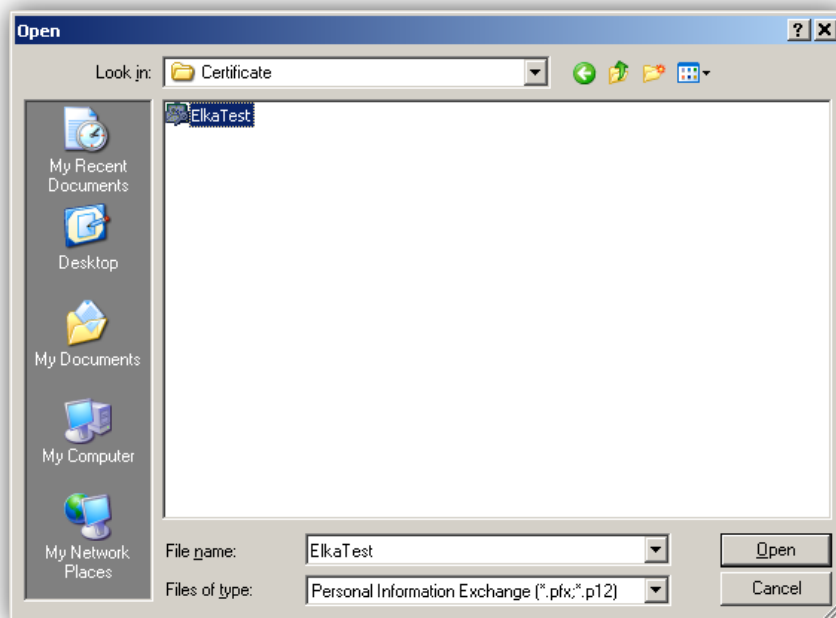 Open
Look in: Certificate
ElkaTest
My Recent
Documents
Desktop
My Documents
My Computer
My Network
Places
File name: ElkaTest Open
Files of type: Personal Information Exchange (*.pfx;*.p12) Cancel